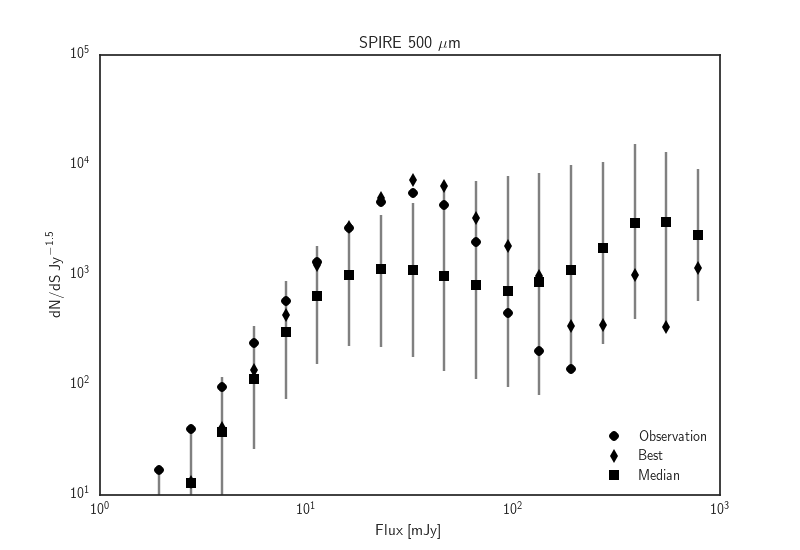 SPIRE 500 μm
10^5
10^4
10^3
10^2
10^1
dN/dS Jy^−1.5
10^0 10^1 10^2 10^3
Flux [mJy]
Observation
Best
Median